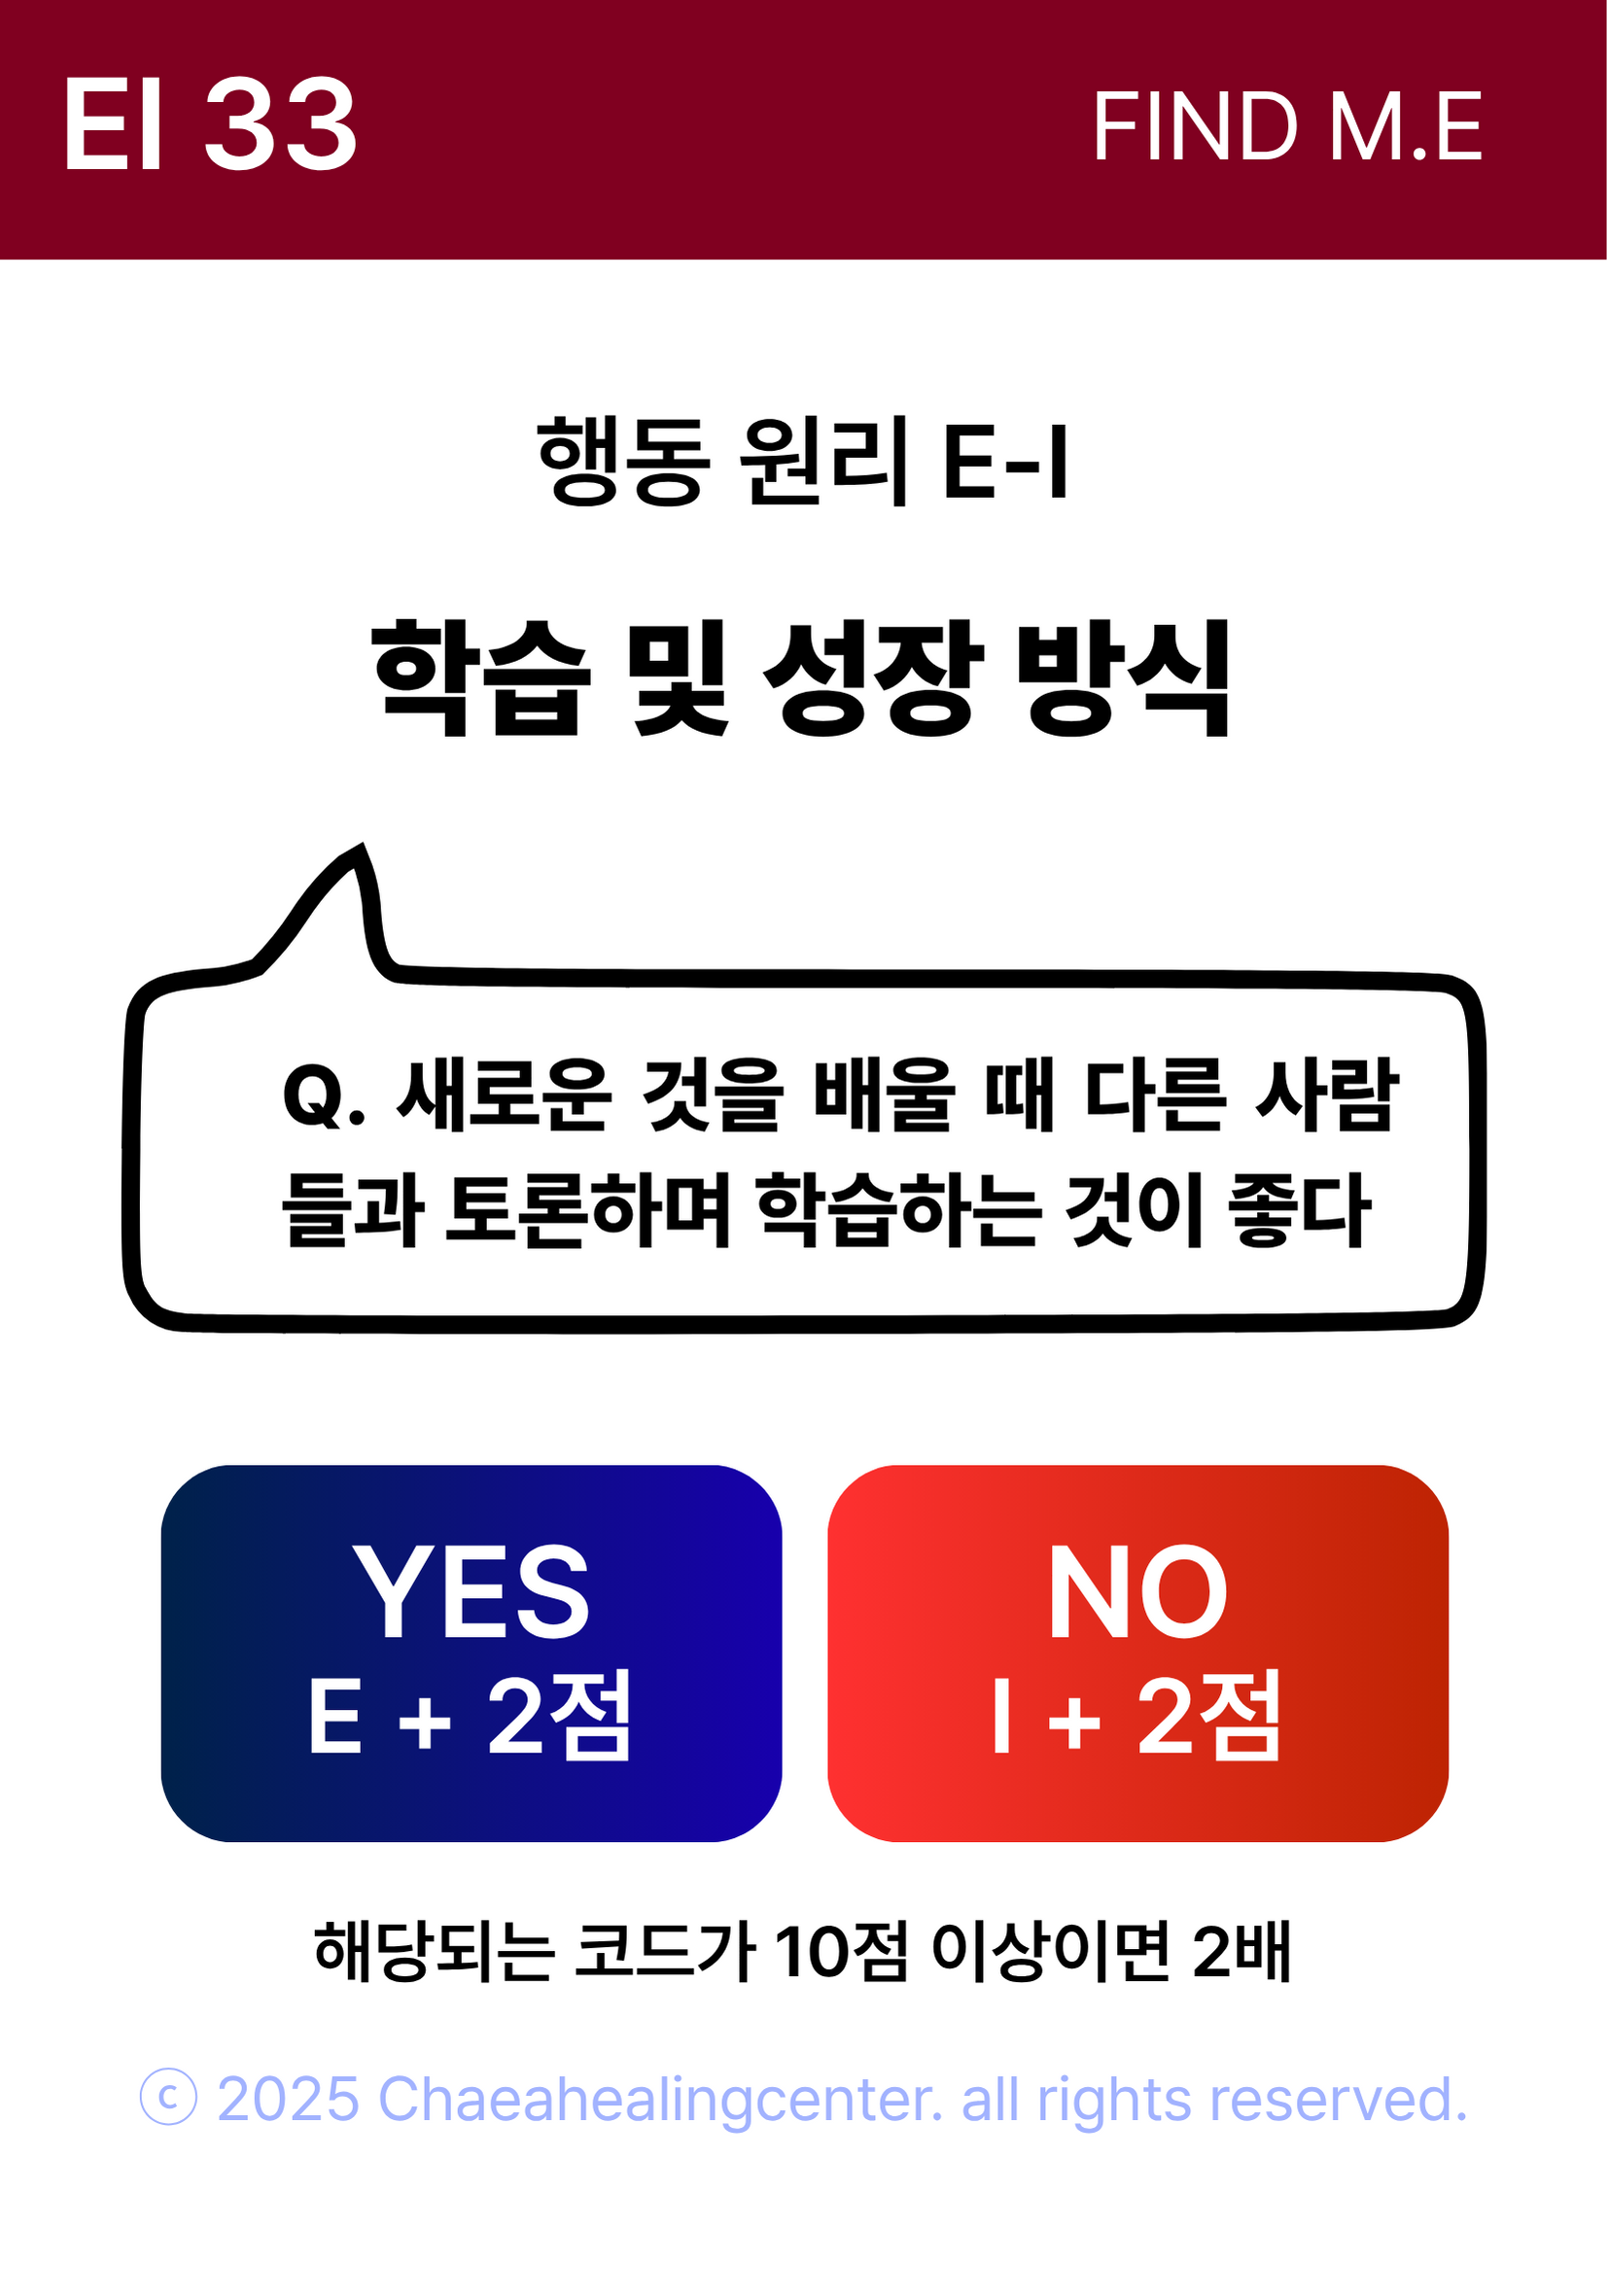 EI 33
FIND M.E
행동 원리 E-I
학습 및 성장 방식
Q. 새로운 것을 배울 때 다른 사람
들과 토론하며 학습하는 것이 좋다
YES
E + 2점
NO
I + 2점
해당되는 코드가 10점 이상이면 2배
© 2025 Chaeahealingcenter. all rights reserved.